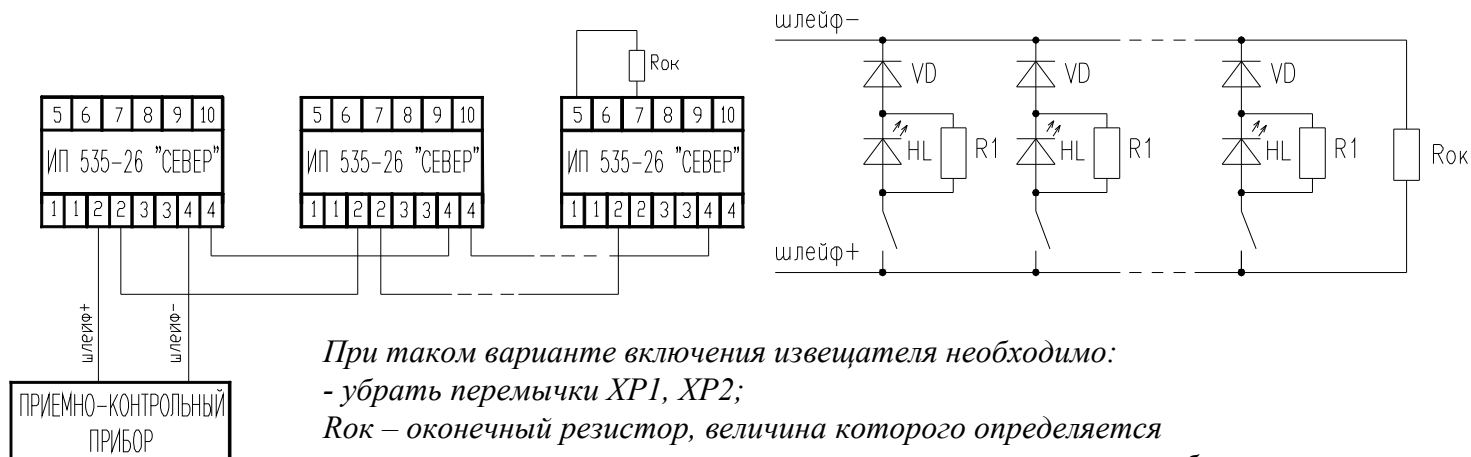 Rок
5 6 7 8 9 10
ИП 535-26 "СЕВЕР"
1 1 2 2 3 3 4 4
5 6 7 8 9 10
ИП 535-26 "СЕВЕР"
1 1 2 2 3 3 4 4
5 6 7 8 9 10
ИП 535-26 "СЕВЕР"
1 1 2 2 3 3 4 4
шлейф+
шлейф-
ПРИЕМНО-КОНТРОЛЬНЫЙ
ПРИБОР
шлейф-
VD
VD
VD
HL
R1
HL
R1
HL
R1
Rок
шлейф+
При таком варианте включения извещателя необходимо:
- убрать перемычки XP1, XP2;
Rок – оконечный резистор, величина которого определяется